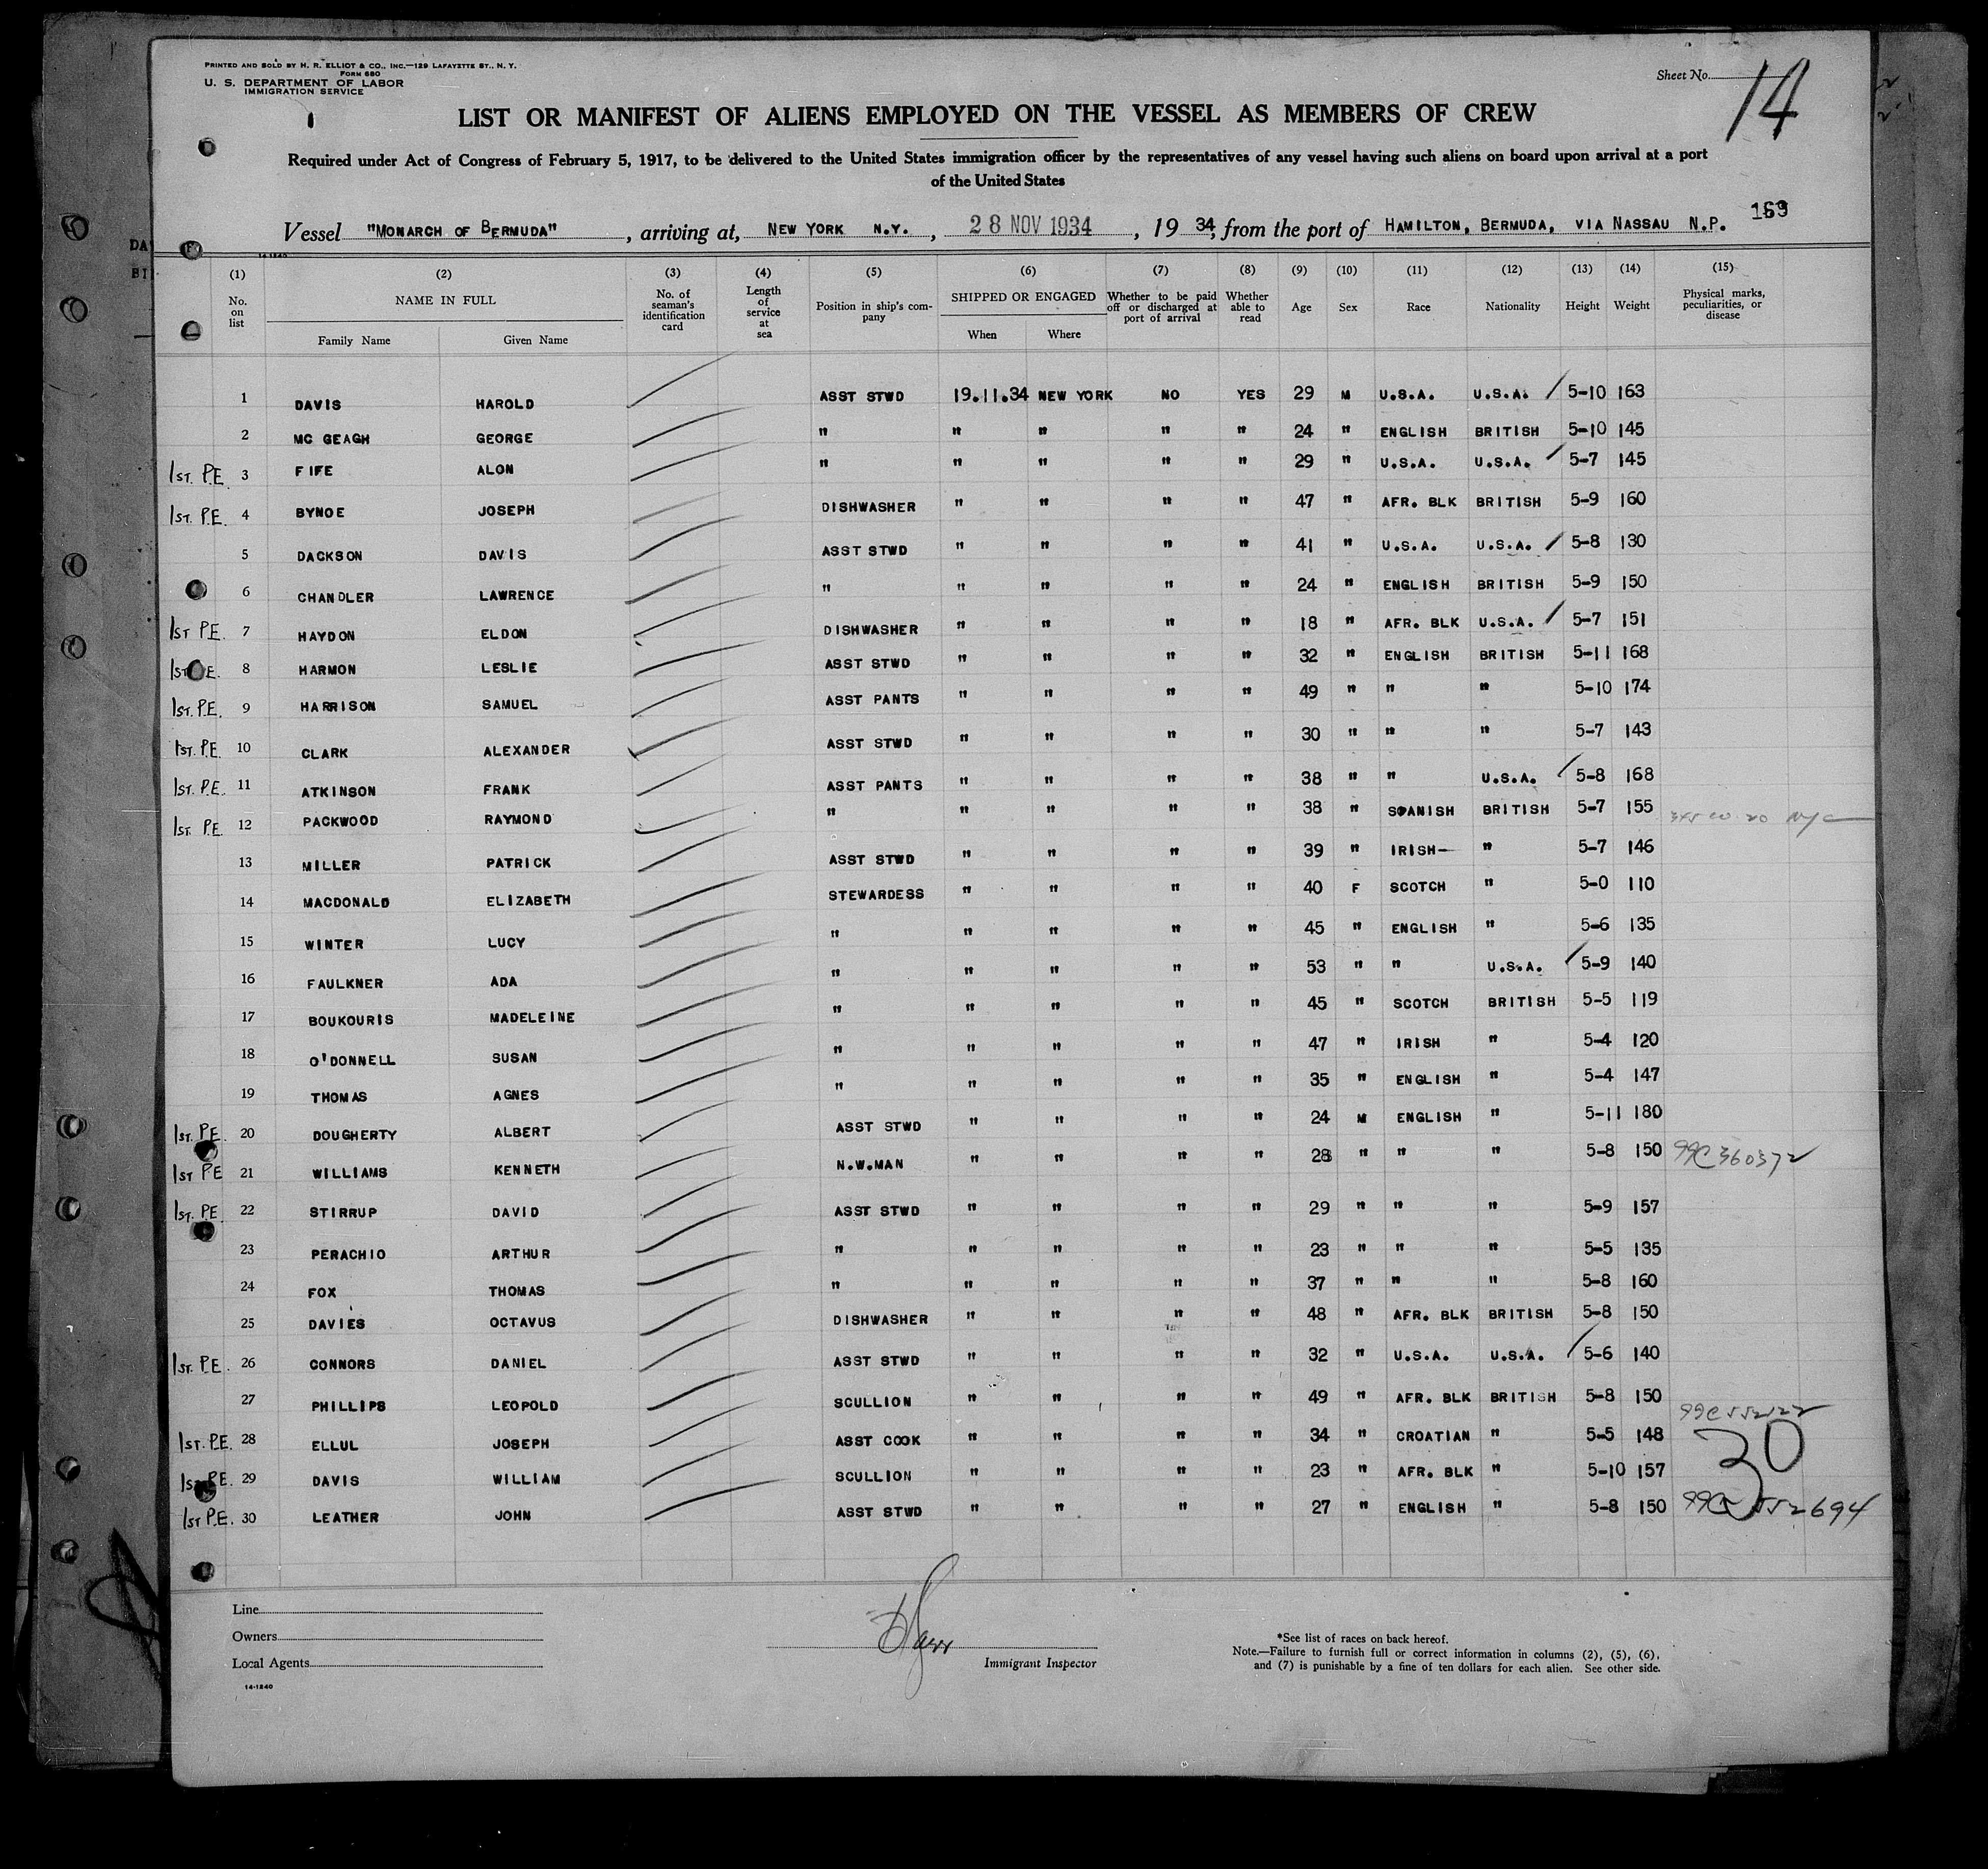 PRINTED AND SOLD BY H. R. ELLIOT & CO., INC.—129 LAFAYETTE ST., N. Y.
FORM 680
U. S. DEPARTMENT OF LABOR
IMMIGRATION SERVICE
Sheet No. 14
LIST OR MANIFEST OF ALIENS EMPLOYED ON THE VESSEL AS MEMBERS OF CREW
Required under Act of Congress of February 5, 1917, to be delivered to the United States immigration officer by the representatives of any vessel having such aliens on board upon arrival at a port
of the United States
163
Vessel "MONARCH OF BERMUDA", arriving at, NEW YORK N.Y., 28 NOV 1934, 19 34, from the port of HAMILTON, BERMUDA, VIA NASSAU N.P.
14-1240
(1) (2) (3) (4) (5) (6) (7) (8) (9) (10) (11) (12) (13) (14) (15)
No. on list NAME IN FULL Family Name Given Name No. of seaman's identification card Length of service at sea Position in ship's company SHIPPED OR ENGAGED When Where Whether to be paid off or discharged at port of arrival Whether able to read Age Sex Race Nationality Height Weight Physical marks, peculiarities, or disease
1 DAVIS HAROLD ASST STWD 19.11.34 NEW YORK NO YES 29 M U.S.A. U.S.A. 5-10 163
2 MC GEAGH GEORGE " " " " " 24 " ENGLISH BRITISH 5-10 145
1ST. P.E. 3 FIFE ALON " " " " " 29 " U.S.A. U.S.A. 5-7 145
1ST. P.E. 4 BYNOE JOSEPH DISHWASHER " " " " 47 " AFR. BLK BRITISH 5-9 160
5 DACKSON DAVIS ASST STWD " " " " 41 " U.S.A. U.S.A. 5-8 130
6 CHANDLER LAWRENCE " " " " " 24 " ENGLISH BRITISH 5-9 150
1ST P.E. 7 HAYDON ELDON DISHWASHER " " " " 18 " AFR. BLK U.S.A. 5-7 151
1ST P.E. 8 HARMON LESLIE ASST STWD " " " " 32 " ENGLISH BRITISH 5-11 168
1ST. P.E. 9 HARRISON SAMUEL ASST PANTS " " " " 49 " " " 5-10 174
1ST. P.E. 10 CLARK ALEXANDER ASST STWD " " " " 30 " " " 5-7 143
1ST. P.E. 11 ATKINSON FRANK ASST PANTS " " " " 38 " " U.S.A. 5-8 168
1ST. P.E. 12 PACKWOOD RAYMOND " " " " " 38 " SPANISH BRITISH 5-7 155
13 MILLER PATRICK ASST STWD " " " " 39 " IRISH— " 5-7 146
14 MACDONALD ELIZABETH STEWARDESS " " " " 40 F SCOTCH " 5-0 110
15 WINTER LUCY " " " " " 45 " ENGLISH " 5-6 135
16 FAULKNER ADA " " " " " 53 " " U.S.A. 5-9 140
17 BOUKOURIS MADELEINE " " " " " 45 " SCOTCH BRITISH 5-5 119
18 O'DONNELL SUSAN " " " " " 47 " IRISH " 5-4 120
19 THOMAS AGNES " " " " " 35 " ENGLISH " 5-4 147
1ST. P.E. 20 DOUGHERTY ALBERT ASST STWD " " " " 24 M ENGLISH " 5-11 180
1ST P.E 21 WILLIAMS KENNETH N.W.MAN " " " " 28 " " " 5-8 150 99C360372
1ST. P.E. 22 STIRRUP DAVID ASST STWD " " " " 29 " " " 5-9 157
23 PERACHIO ARTHUR " " " " " 23 " " " 5-5 135
24 FOX THOMAS " " " " " 37 " " " 5-8 160
25 DAVIES OCTAVUS DISHWASHER " " " " 48 " AFR. BLK BRITISH 5-8 150
1ST. P.E. 26 CONNORS DANIEL ASST STWD " " " " 32 " U.S.A. U.S.A. 5-6 140
27 PHILLIPS LEOPOLD SCULLION " " " " 49 " AFR. BLK BRITISH 5-8 150
1ST. P.E. 28 ELLUL JOSEPH ASST COOK " " " " 34 " CROATIAN " 5-5 148 30
1ST P.E. 29 DAVIS WILLIAM SCULLION " " " " 23 " AFR. BLK " 5-10 157
1ST P.E. 30 LEATHER JOHN ASST STWD " " " " 27 " ENGLISH " 5-8 150 99C 552694
Line
Owners
Local Agents
14-1240
Immigrant Inspector
*See list of races on back hereof.
Note.—Failure to furnish full or correct information in columns (2), (5), (6),
and (7) is punishable by a fine of ten dollars for each alien. See other side.